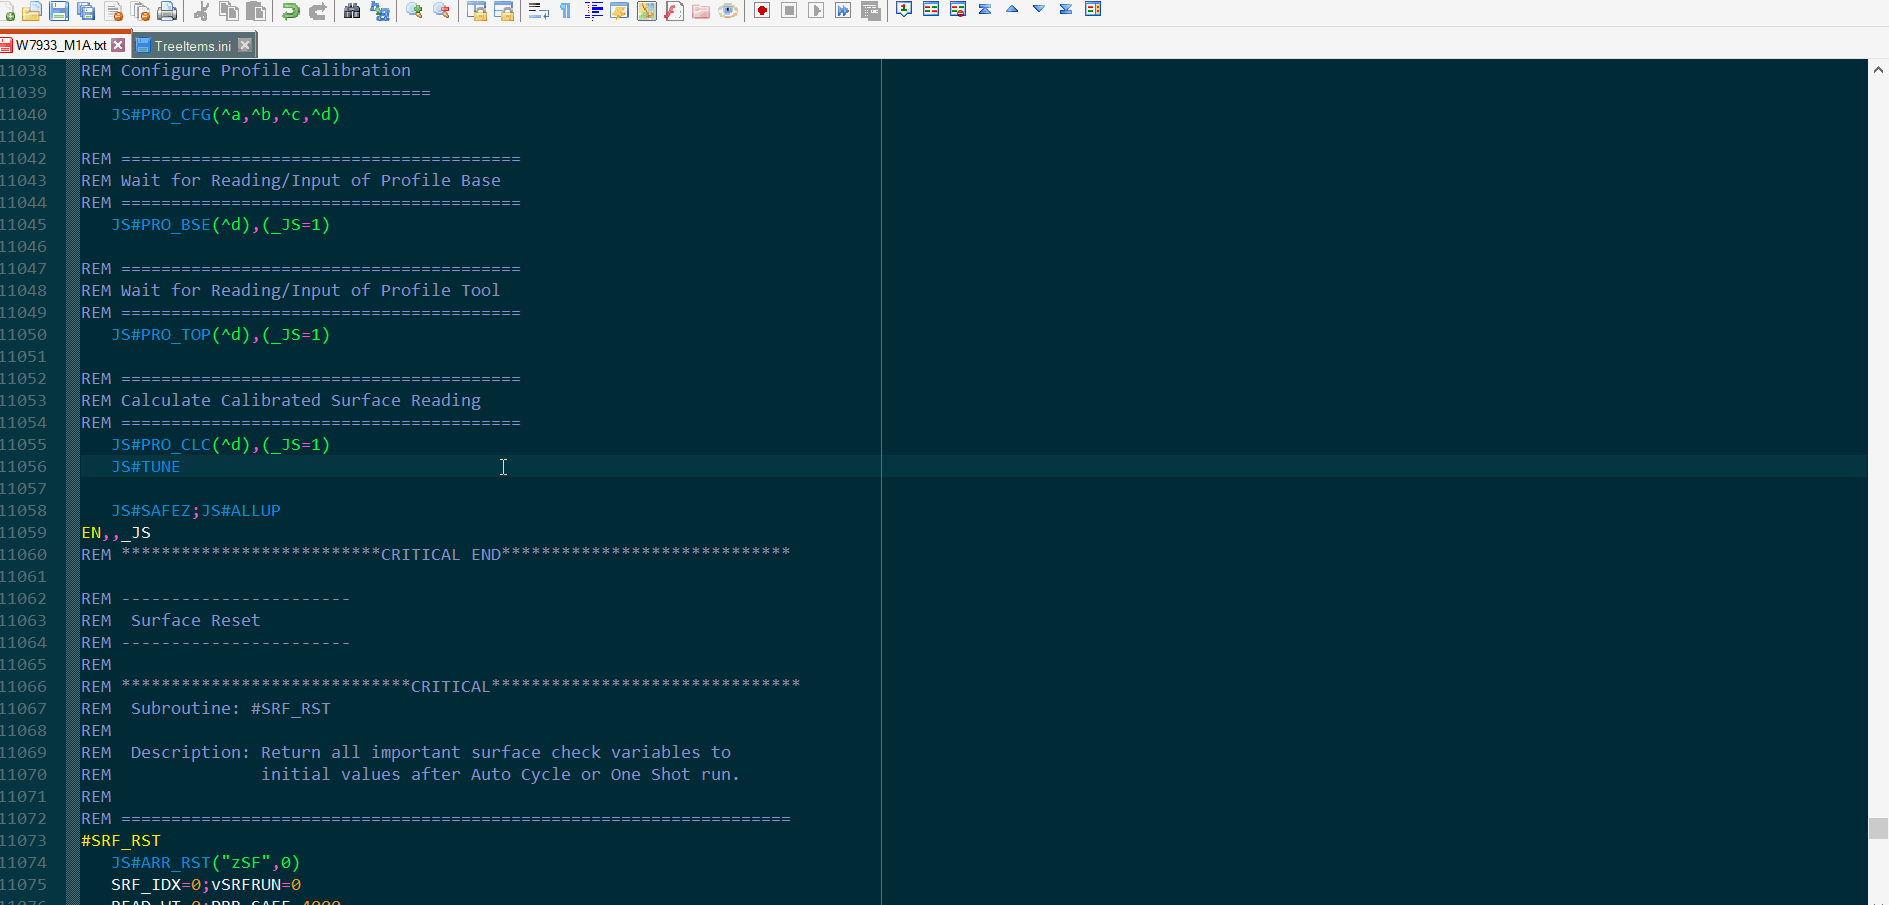 W7933_M1A.txt TreeItems.ini
11038 REM Configure Profile Calibration
11039 REM ===============================
11040 JS#PRO_CFG(^a,^b,^c,^d)
11041
11042 REM ========================================
11043 REM Wait for Reading/Input of Profile Base
11044 REM ========================================
11045 JS#PRO_BSE(^d),(_JS=1)
11046
11047 REM ========================================
11048 REM Wait for Reading/Input of Profile Tool
11049 REM ========================================
11050 JS#PRO_TOP(^d),(_JS=1)
11051
11052 REM ========================================
11053 REM Calculate Calibrated Surface Reading
11054 REM ========================================
11055 JS#PRO_CLC(^d),(_JS=1)
11056 JS#TUNE
11057
11058 JS#SAFEZ;JS#ALLUP
11059 EN,,_JS
11060 REM **************************CRITICAL END*****************************
11061
11062 REM -----------------------
11063 REM  Surface Reset
11064 REM -----------------------
11065 REM
11066 REM *****************************CRITICAL*******************************
11067 REM  Subroutine: #SRF_RST
11068 REM
11069 REM  Description: Return all important surface check variables to
11070 REM               initial values after Auto Cycle or One Shot run.
11071 REM
11072 REM ===================================================================
11073 #SRF_RST
11074 JS#ARR_RST("zSF",0)
11075 SRF_IDX=0;vSRFRUN=0